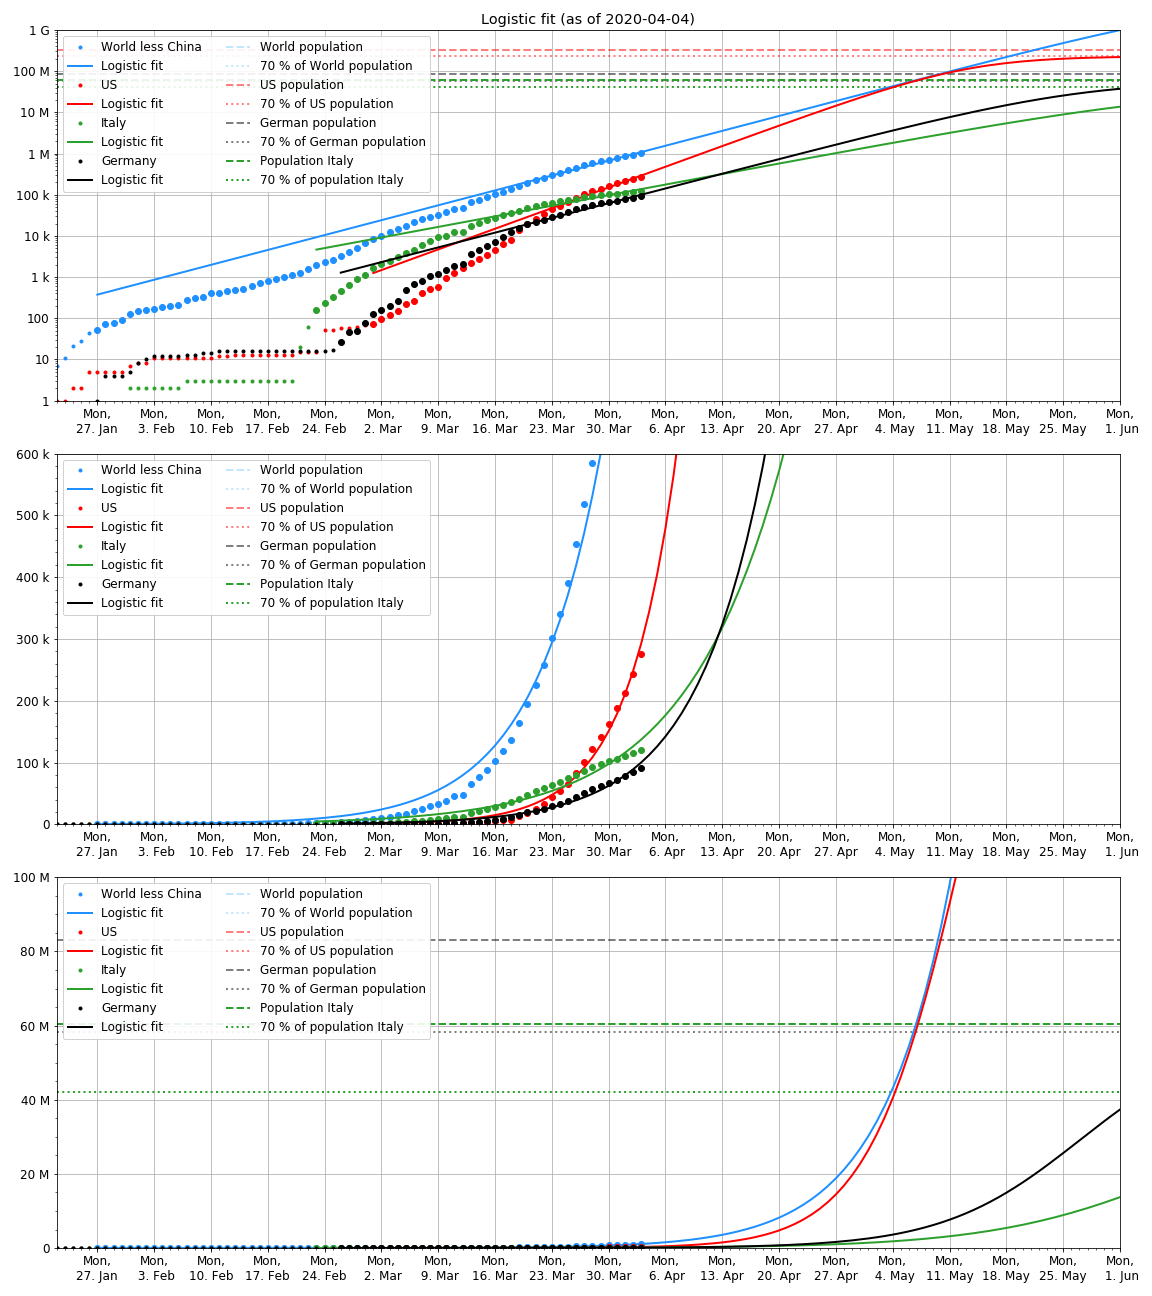 Logistic fit (as of 2020-04-04)
1 G
100 M
10 M
1 M
100 k
10 k
1 k
100
10
1
World less China
Logistic fit
US
Logistic fit
Italy
Logistic fit
Germany
Logistic fit
World population
70 % of World population
US population
70 % of US population
German population
70 % of German population
Population Italy
70 % of population Italy
Mon,
27. Jan
Mon,
3. Feb
Mon,
10. Feb
Mon,
17. Feb
Mon,
24. Feb
Mon,
2. Mar
Mon,
9. Mar
Mon,
16. Mar
Mon,
23. Mar
Mon,
30. Mar
Mon,
6. Apr
Mon,
13. Apr
Mon,
20. Apr
Mon,
27. Apr
Mon,
4. May
Mon,
11. May
Mon,
18. May
Mon,
25. May
Mon,
1. Jun
600 k
500 k
400 k
300 k
200 k
100 k
0
World less China
Logistic fit
US
Logistic fit
Italy
Logistic fit
Germany
Logistic fit
World population
70 % of World population
US population
70 % of US population
German population
70 % of German population
Population Italy
70 % of population Italy
Mon,
27. Jan
Mon,
3. Feb
Mon,
10. Feb
Mon,
17. Feb
Mon,
24. Feb
Mon,
2. Mar
Mon,
9. Mar
Mon,
16. Mar
Mon,
23. Mar
Mon,
30. Mar
Mon,
6. Apr
Mon,
13. Apr
Mon,
20. Apr
Mon,
27. Apr
Mon,
4. May
Mon,
11. May
Mon,
18. May
Mon,
25. May
Mon,
1. Jun
100 M
80 M
60 M
40 M
20 M
0
World less China
Logistic fit
US
Logistic fit
Italy
Logistic fit
Germany
Logistic fit
World population
70 % of World population
US population
70 % of US population
German population
70 % of German population
Population Italy
70 % of population Italy
Mon,
27. Jan
Mon,
3. Feb
Mon,
10. Feb
Mon,
17. Feb
Mon,
24. Feb
Mon,
2. Mar
Mon,
9. Mar
Mon,
16. Mar
Mon,
23. Mar
Mon,
30. Mar
Mon,
6. Apr
Mon,
13. Apr
Mon,
20. Apr
Mon,
27. Apr
Mon,
4. May
Mon,
11. May
Mon,
18. May
Mon,
25. May
Mon,
1. Jun